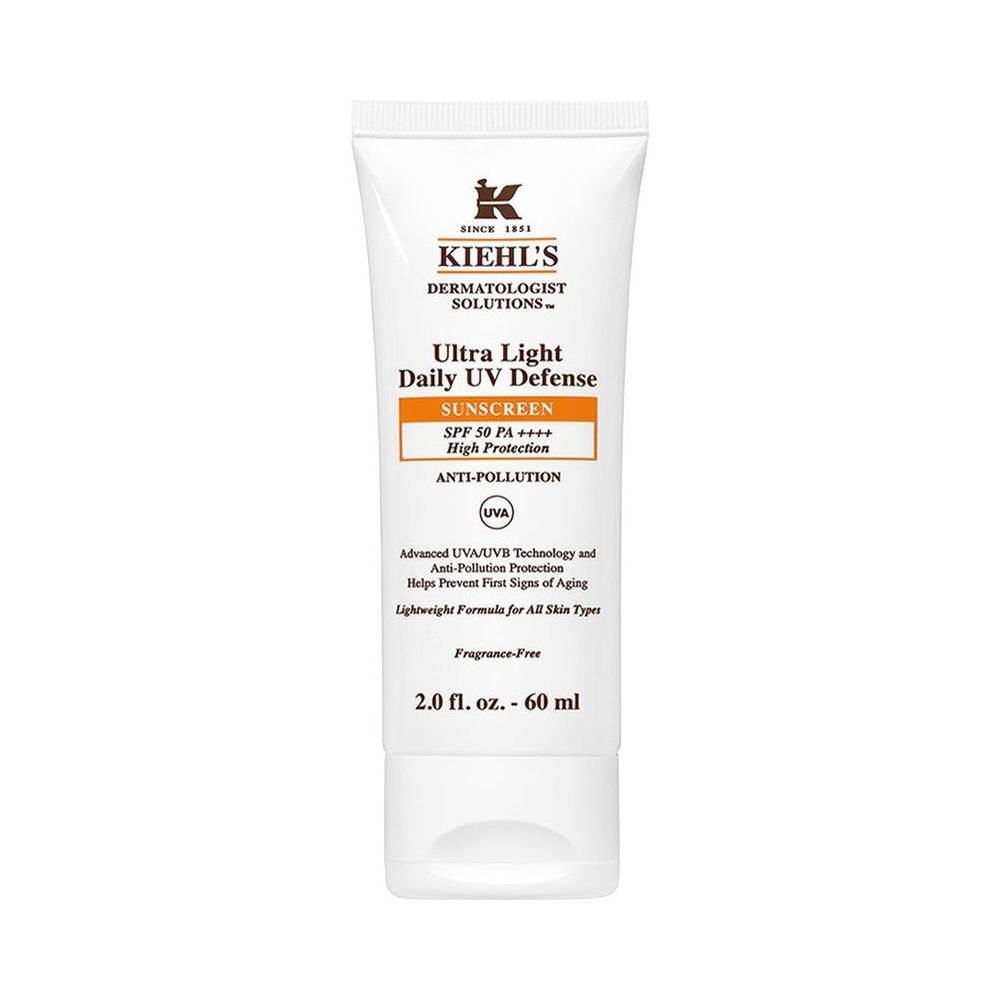 K
SINCE 1851
KIEHL'S
DERMATOLOGIST
SOLUTIONS™
Ultra Light
Daily UV Defense
SUNSCREEN
SPF 50 PA ++++
High Protection
ANTI-POLLUTION
UVA
Advanced UVA/UVB Technology and
Anti-Pollution Protection
Helps Prevent First Signs of Aging
Lightweight Formula for All Skin Types
Fragrance-Free
2.0 fl. oz. - 60 ml